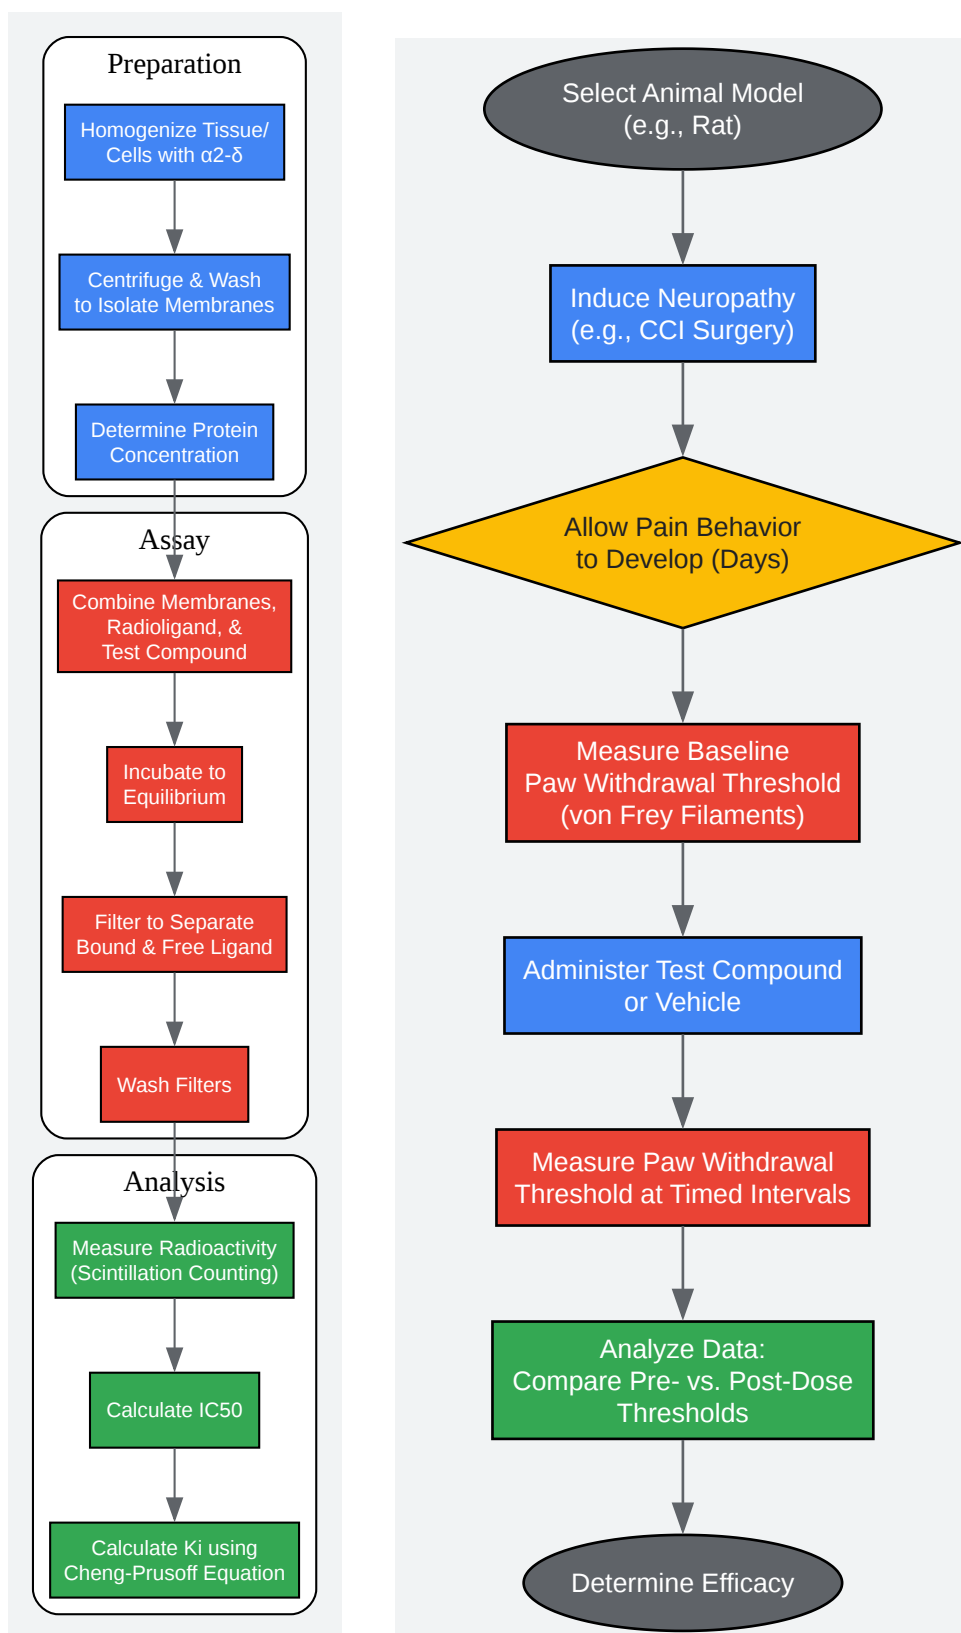 Preparation
Homogenize Tissue/
Cells with α2-δ
Centrifuge & Wash
to Isolate Membranes
Determine Protein
Concentration
Assay
Combine Membranes,
Radioligand, &
Test Compound
Incubate to
Equilibrium
Filter to Separate
Bound & Free Ligand
Wash Filters
Analysis
Measure Radioactivity
(Scintillation Counting)
Calculate IC50
Calculate Ki using
Cheng-Prusoff Equation
Select Animal Model
(e.g., Rat)
Induce Neuropathy
(e.g., CCI Surgery)
Allow Pain Behavior
to Develop (Days)
Measure Baseline
Paw Withdrawal Threshold
(von Frey Filaments)
Administer Test Compound
or Vehicle
Measure Paw Withdrawal
Threshold at Timed Intervals
Analyze Data:
Compare Pre- vs. Post-Dose
Thresholds
Determine Efficacy